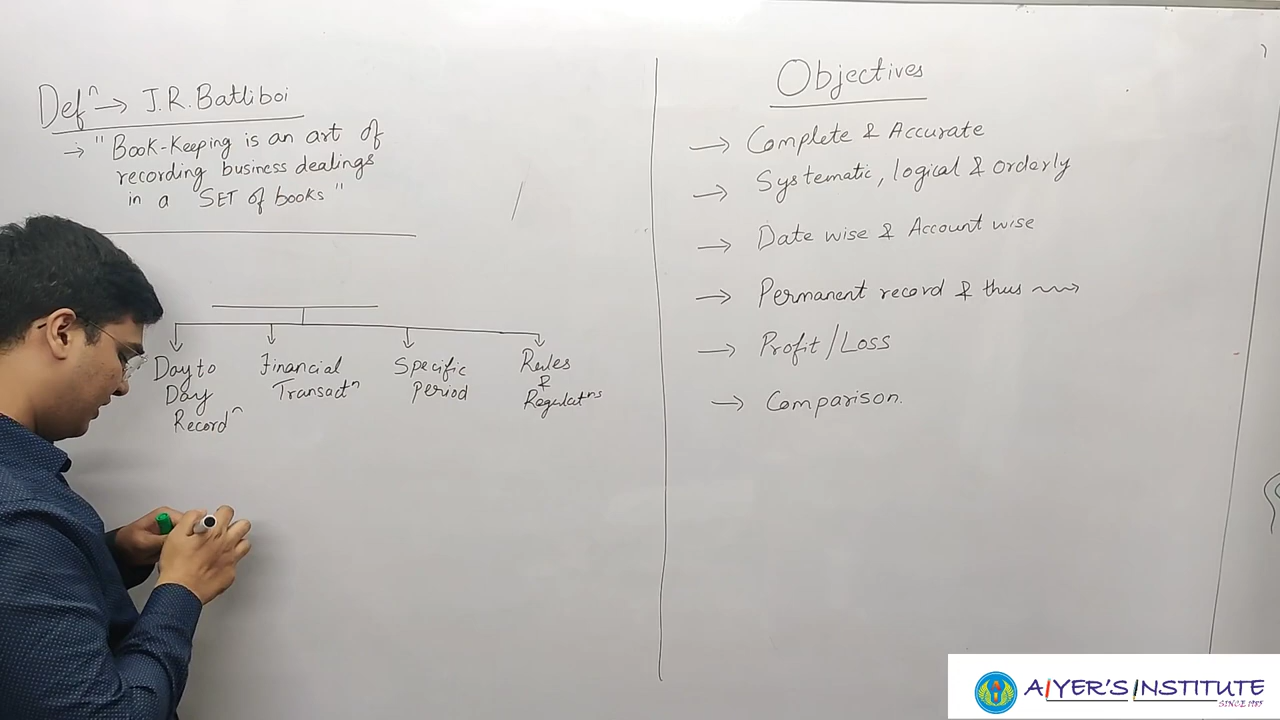 Defⁿ → J.R. Batliboi
→ " Book-Keeping is an art of
recording business dealings
in a SET of books "
Day to
Day
Recordⁿ
Financial
Transactⁿ
Specific
Period
Rules
&
Regulatⁿs
Objectives
→ Complete & Accurate
→ Systematic, logical & orderly
→ Date wise & Account wise
→ Permanent record & thus
→ Profit / Loss
→ Comparison.
AIYER'S INSTITUTE
SINCE 1985